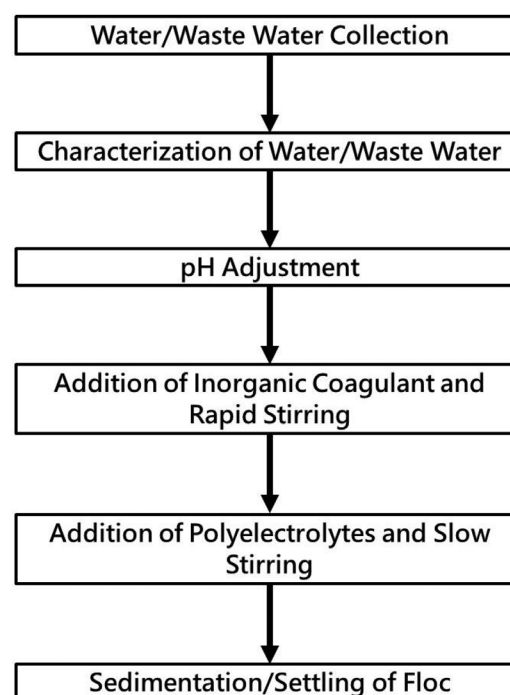 Water/Waste Water Collection
Characterization of Water/Waste Water
pH Adjustment
Addition of Inorganic Coagulant and
Rapid Stirring
Addition of Polyelectrolytes and Slow
Stirring
Sedimentation/Settling of Floc